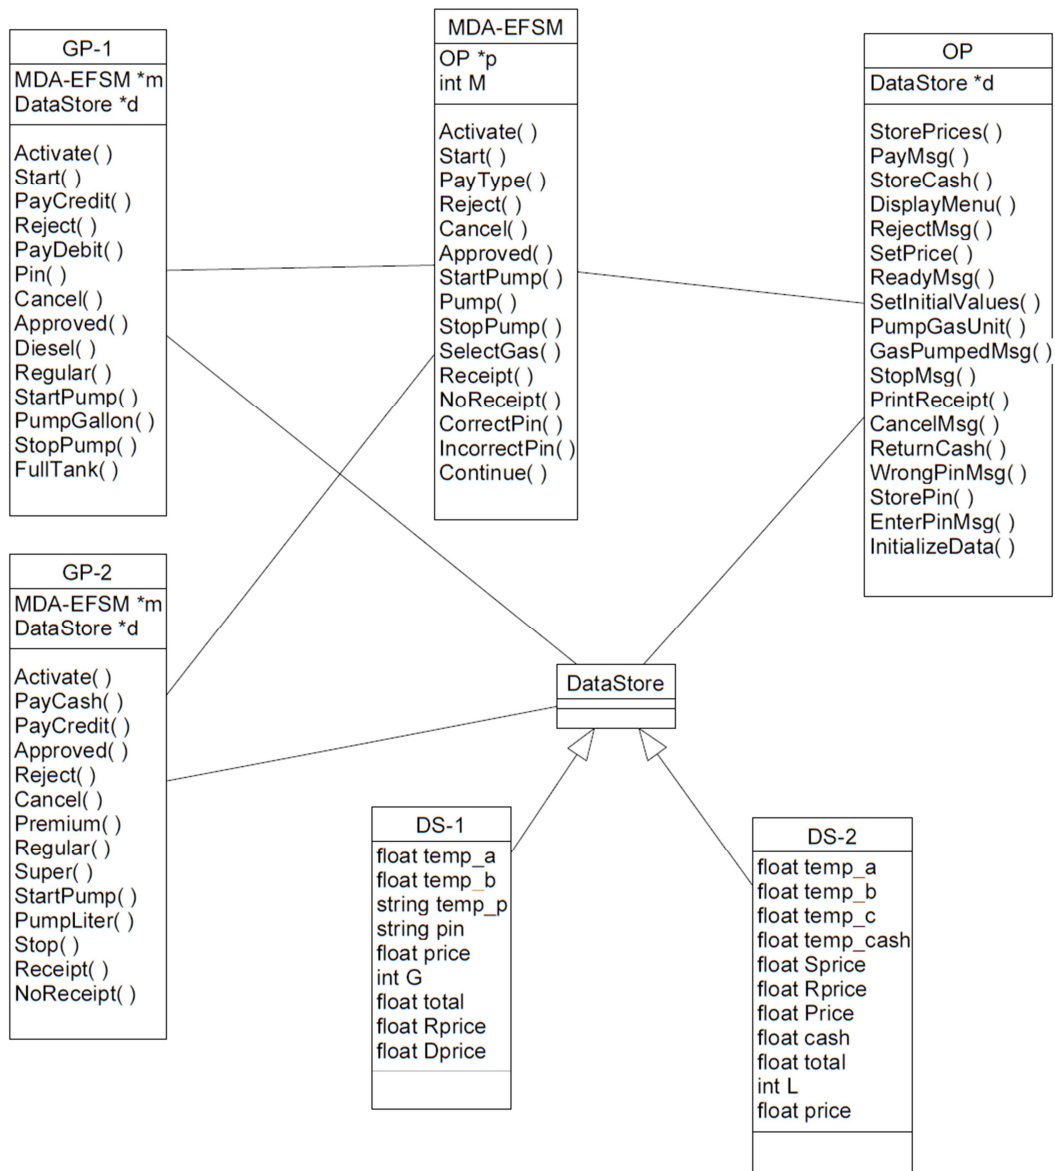 GP-1
MDA-EFSM *m
DataStore *d
Activate( )
Start( )
PayCredit( )
Reject( )
PayDebit( )
Pin( )
Cancel( )
Approved( )
Diesel( )
Regular( )
StartPump( )
PumpGallon( )
StopPump( )
FullTank( )
MDA-EFSM
OP *p
int M
Activate( )
Start( )
PayType( )
Reject( )
Cancel( )
Approved( )
StartPump( )
Pump( )
StopPump( )
SelectGas( )
Receipt( )
NoReceipt( )
CorrectPin( )
IncorrectPin( )
Continue( )
OP
DataStore *d
StorePrices( )
PayMsg( )
StoreCash( )
DisplayMenu( )
RejectMsg( )
SetPrice( )
ReadyMsg( )
SetInitialValues( )
PumpGasUnit( )
GasPumpedMsg( )
StopMsg( )
PrintReceipt( )
CancelMsg( )
ReturnCash( )
WrongPinMsg( )
StorePin( )
EnterPinMsg( )
InitializeData( )
GP-2
MDA-EFSM *m
DataStore *d
Activate( )
PayCash( )
PayCredit( )
Approved( )
Reject( )
Cancel( )
Premium( )
Regular( )
Super( )
StartPump( )
PumpLiter( )
Stop( )
Receipt( )
NoReceipt( )
DataStore
DS-1
float temp_a
float temp_b
string temp_p
string pin
float price
int G
float total
float Rprice
float Dprice
DS-2
float temp_a
float temp_b
float temp_c
float temp_cash
float Sprice
float Rprice
float Price
float cash
float total
int L
float price